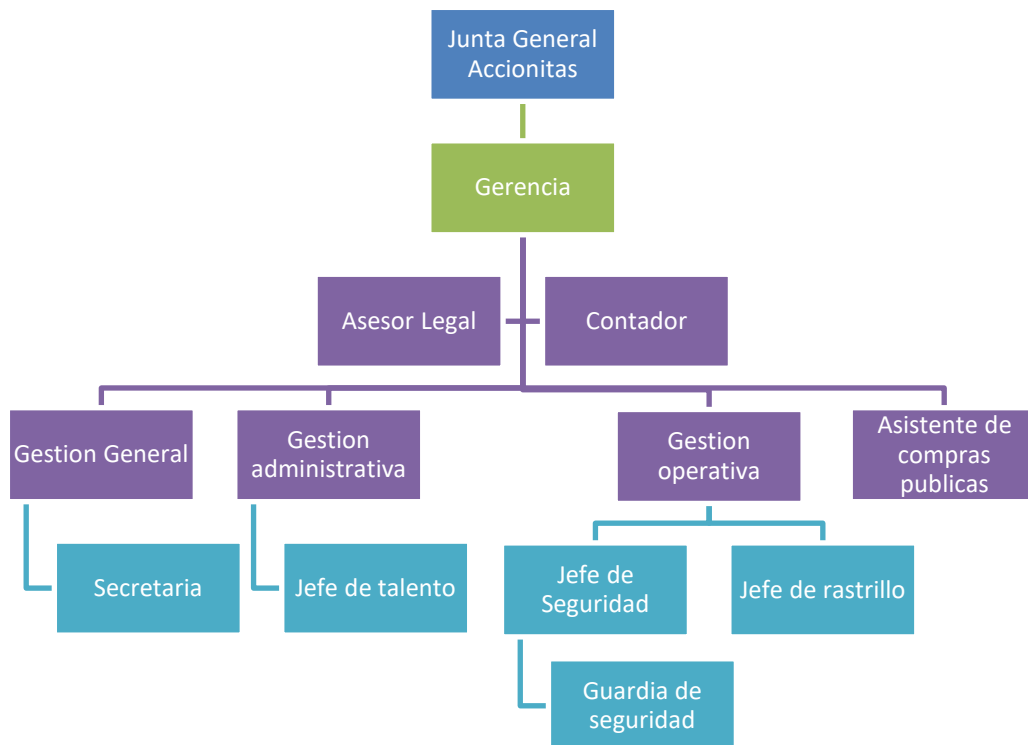 Junta General
Accionitas
Gerencia
Asesor Legal
Contador
Gestion General
Gestion
administrativa
Gestion
operativa
Asistente de
compras
publicas
Secretaria
Jefe de talento
Jefe de
Seguridad
Jefe de rastrillo
Guardia de
seguridad